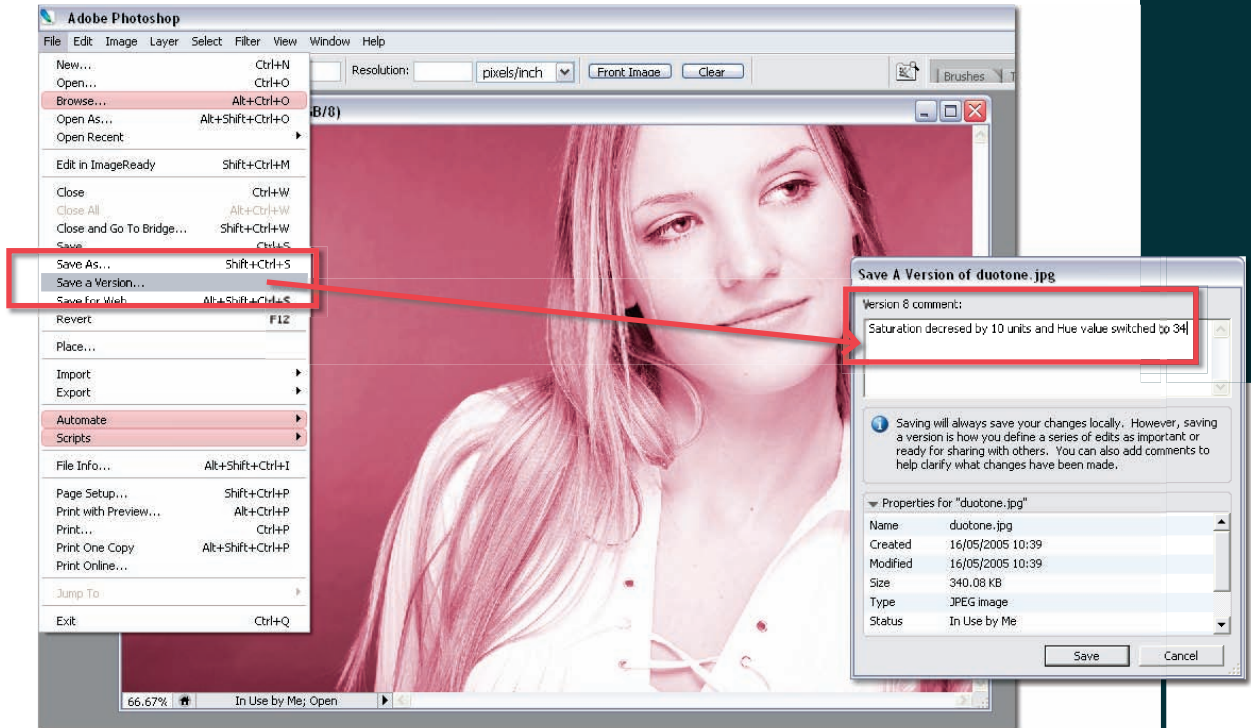 Adobe Photoshop
File Edit Image Layer Select Filter View Window Help
Resolution: pixels/inch Front Image Clear Brushes
New... Ctrl+N
Open... Ctrl+O
Browse... Alt+Ctrl+O
Open As... Alt+Shift+Ctrl+O
Open Recent
Edit in ImageReady Shift+Ctrl+M
Close Ctrl+W
Close All Alt+Ctrl+W
Close and Go To Bridge... Shift+Ctrl+W
Save Ctrl+S
Save As... Shift+Ctrl+S
Save a Version...
Save for Web Alt+Shift+Ctrl+S
Revert F12
Place...
Import
Export
Automate
Scripts
File Info... Alt+Shift+Ctrl+I
Page Setup... Shift+Ctrl+P
Print with Preview... Alt+Ctrl+P
Print... Ctrl+P
Print One Copy Alt+Shift+Ctrl+P
Print Online...
Jump To
Exit Ctrl+Q
B/8)
66.67% In Use by Me; Open
Save A Version of duotone.jpg
Version 8 comment:
Saturation decresed by 10 units and Hue value switched to 34
Saving will always save your changes locally. However, saving
a version is how you define a series of edits as important or
ready for sharing with others. You can also add comments to
help clarify what changes have been made.
Properties for "duotone.jpg"
Name duotone.jpg
Created 16/05/2005 10:39
Modified 16/05/2005 10:39
Size 340.08 KB
Type JPEG image
Status In Use by Me
Save Cancel